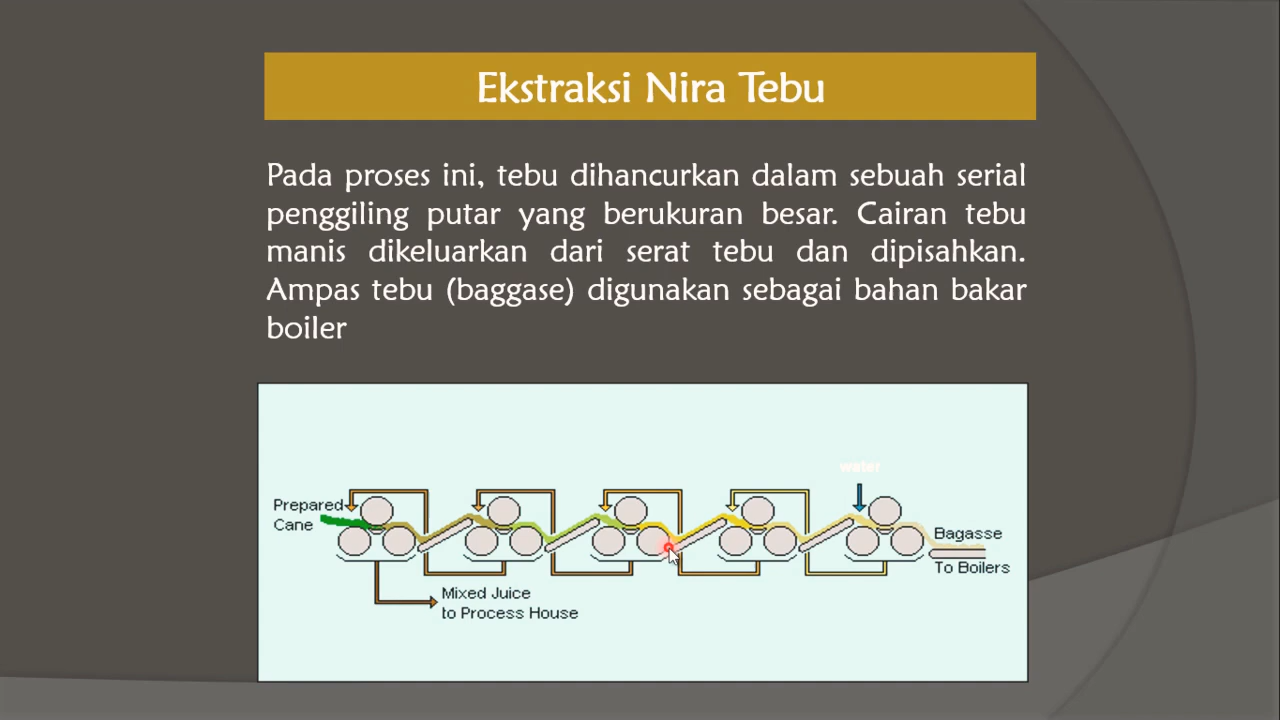 Ekstraksi Nira Tebu
Pada proses ini, tebu dihancurkan dalam sebuah serial
penggiling putar yang berukuran besar. Cairan tebu
manis dikeluarkan dari serat tebu dan dipisahkan.
Ampas tebu (baggase) digunakan sebagai bahan bakar
boiler
water
Prepared
Cane
Bagasse
To Boilers
Mixed Juice
to Process House